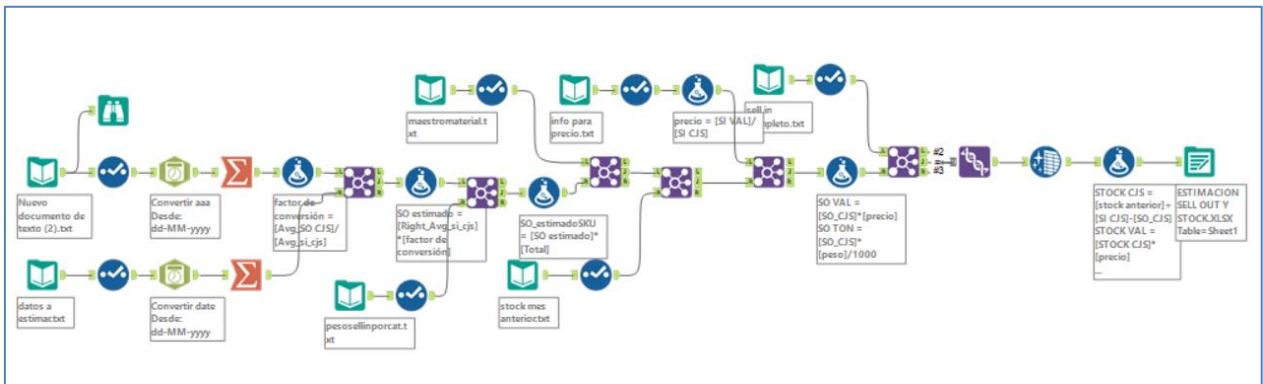 maestromaterial.t
xt
info para
precio.txt
precio = [SI VAL]/
[SI CJS]
sell in
pleto.txt
#2
#3
Nuevo
documento de
texto (2).txt
Convertir aaa
Desde:
dd-MM-yyyy
factor de
conversión =
[Avg_SO CJS]/
[Avg_si_cjs]
SO estimado =
[Right_Avg_si_cjs]
*[factor de
conversión]
SO_estimadoSKU
= [SO estimado]*
[Total]
SO VAL =
[SO_CJS]*[precio]
SO TON =
[SO_CJS]*
[peso]/1000
STOCK CJS =
[stock anterior]+
[SI CJS]-[SO_CJS]
STOCK VAL =
[STOCK CJS]*
[precio]
...
ESTIMACION
SELL OUT Y
STOCK.XLSX
Table=Sheet1
datos a
estimar.txt
Convertir date
Desde:
dd-MM-yyyy
pesosellinporcat.t
xt
stock mes
anterior.txt